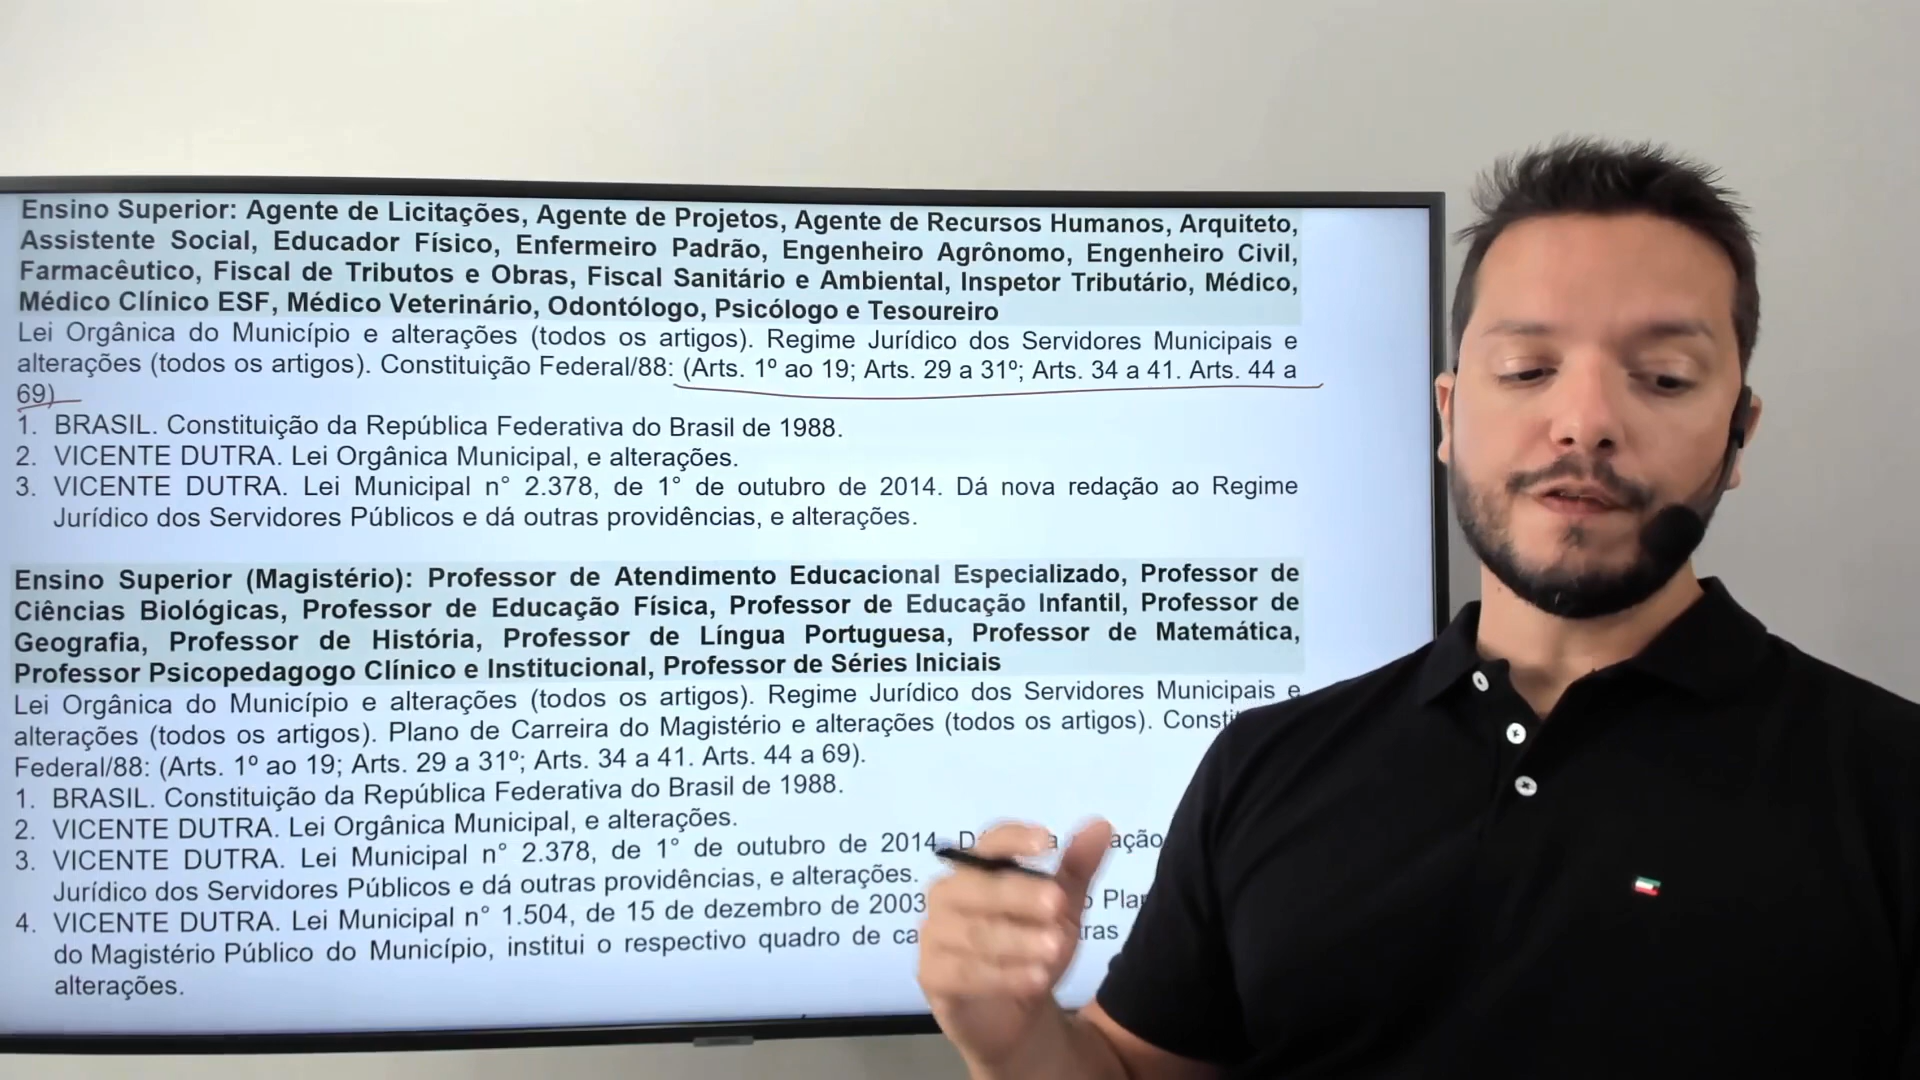 Ensino Superior: Agente de Licitações, Agente de Projetos, Agente de Recursos Humanos, Arquiteto,
Assistente Social, Educador Físico, Enfermeiro Padrão, Engenheiro Agrônomo, Engenheiro Civil,
Farmacêutico, Fiscal de Tributos e Obras, Fiscal Sanitário e Ambiental, Inspetor Tributário, Médico,
Médico Clínico ESF, Médico Veterinário, Odontólogo, Psicólogo e Tesoureiro
Lei Orgânica do Município e alterações (todos os artigos). Regime Jurídico dos Servidores Municipais e
alterações (todos os artigos). Constituição Federal/88: (Arts. 1º ao 19; Arts. 29 a 31º; Arts. 34 a 41. Arts. 44 a
69)
1. BRASIL. Constituição da República Federativa do Brasil de 1988.
2. VICENTE DUTRA. Lei Orgânica Municipal, e alterações.
3. VICENTE DUTRA. Lei Municipal n° 2.378, de 1° de outubro de 2014. Dá nova redação ao Regime
Jurídico dos Servidores Públicos e dá outras providências, e alterações.
Ensino Superior (Magistério): Professor de Atendimento Educacional Especializado, Professor de
Ciências Biológicas, Professor de Educação Física, Professor de Educação Infantil, Professor de
Geografia, Professor de História, Professor de Língua Portuguesa, Professor de Matemática,
Professor Psicopedagogo Clínico e Institucional, Professor de Séries Iniciais
Lei Orgânica do Município e alterações (todos os artigos). Regime Jurídico dos Servidores Municipais e
alterações (todos os artigos). Plano de Carreira do Magistério e alterações (todos os artigos).
Federal/88: (Arts. 1º ao 19; Arts. 29 a 31º; Arts. 34 a 41. Arts. 44 a 69).
1. BRASIL. Constituição da República Federativa do Brasil de 1988.
2. VICENTE DUTRA. Lei Orgânica Municipal, e alterações.
3. VICENTE DUTRA. Lei Municipal n° 2.378, de 1° de outubro de 2014.
Jurídico dos Servidores Públicos e dá outras providências, e alterações.
4. VICENTE DUTRA. Lei Municipal n° 1.504, de 15 de dezembro de 2003
do Magistério Público do Município, institui o respectivo quadro de
alterações.